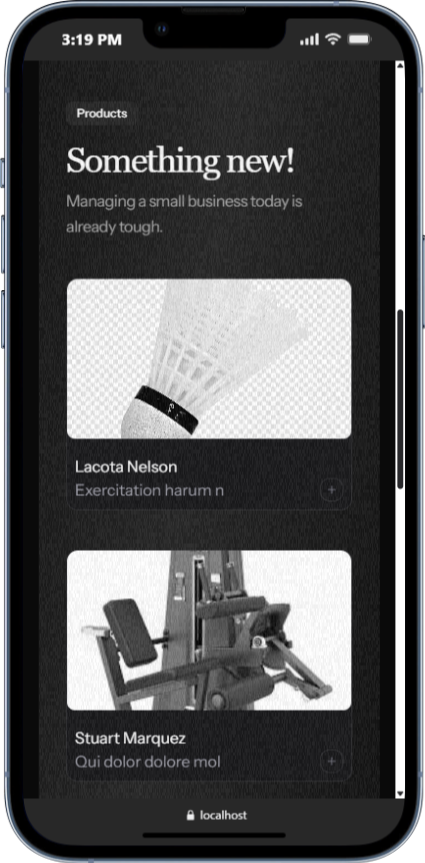 3:19 PM
Products
Something new!
Managing a small business today is
already tough.
Lacota Nelson
Exercitation harum n
Stuart Marquez
Qui dolor dolore mol
localhost